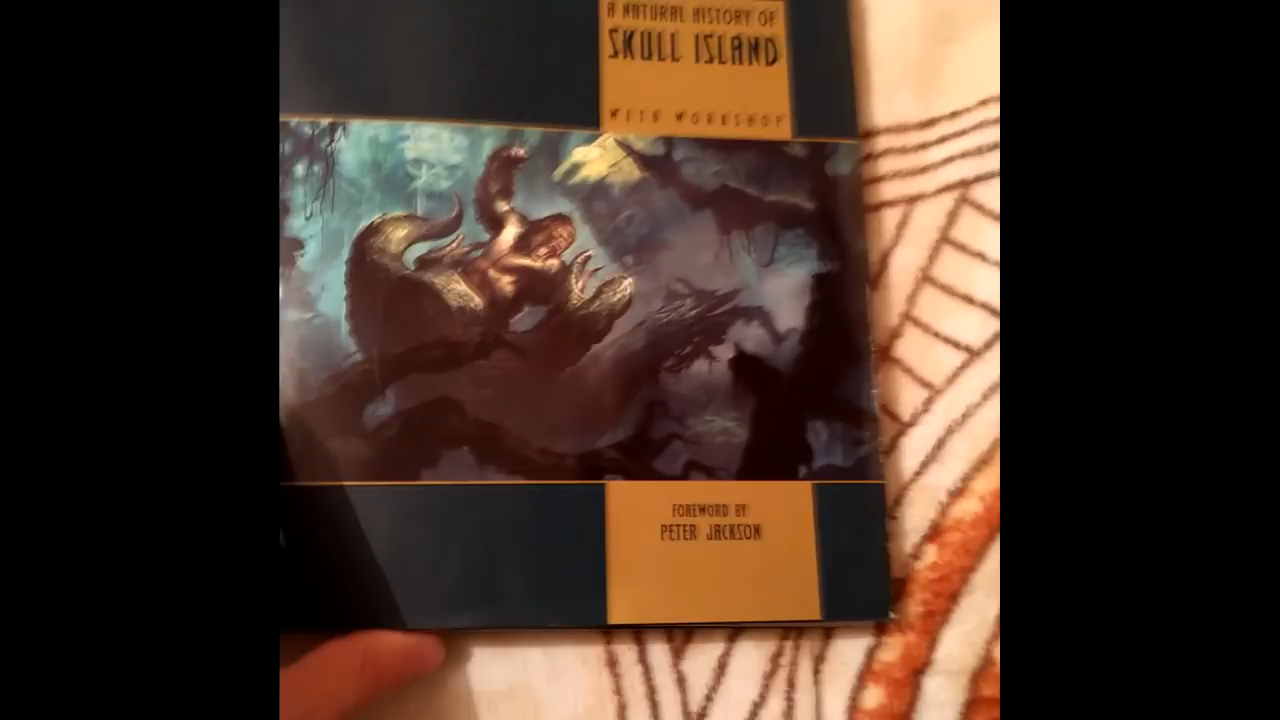 A NATURAL HISTORY OF
SKULL ISLAND
WETA WORKSHOP
FOREWORD BY
PETER JACKSON